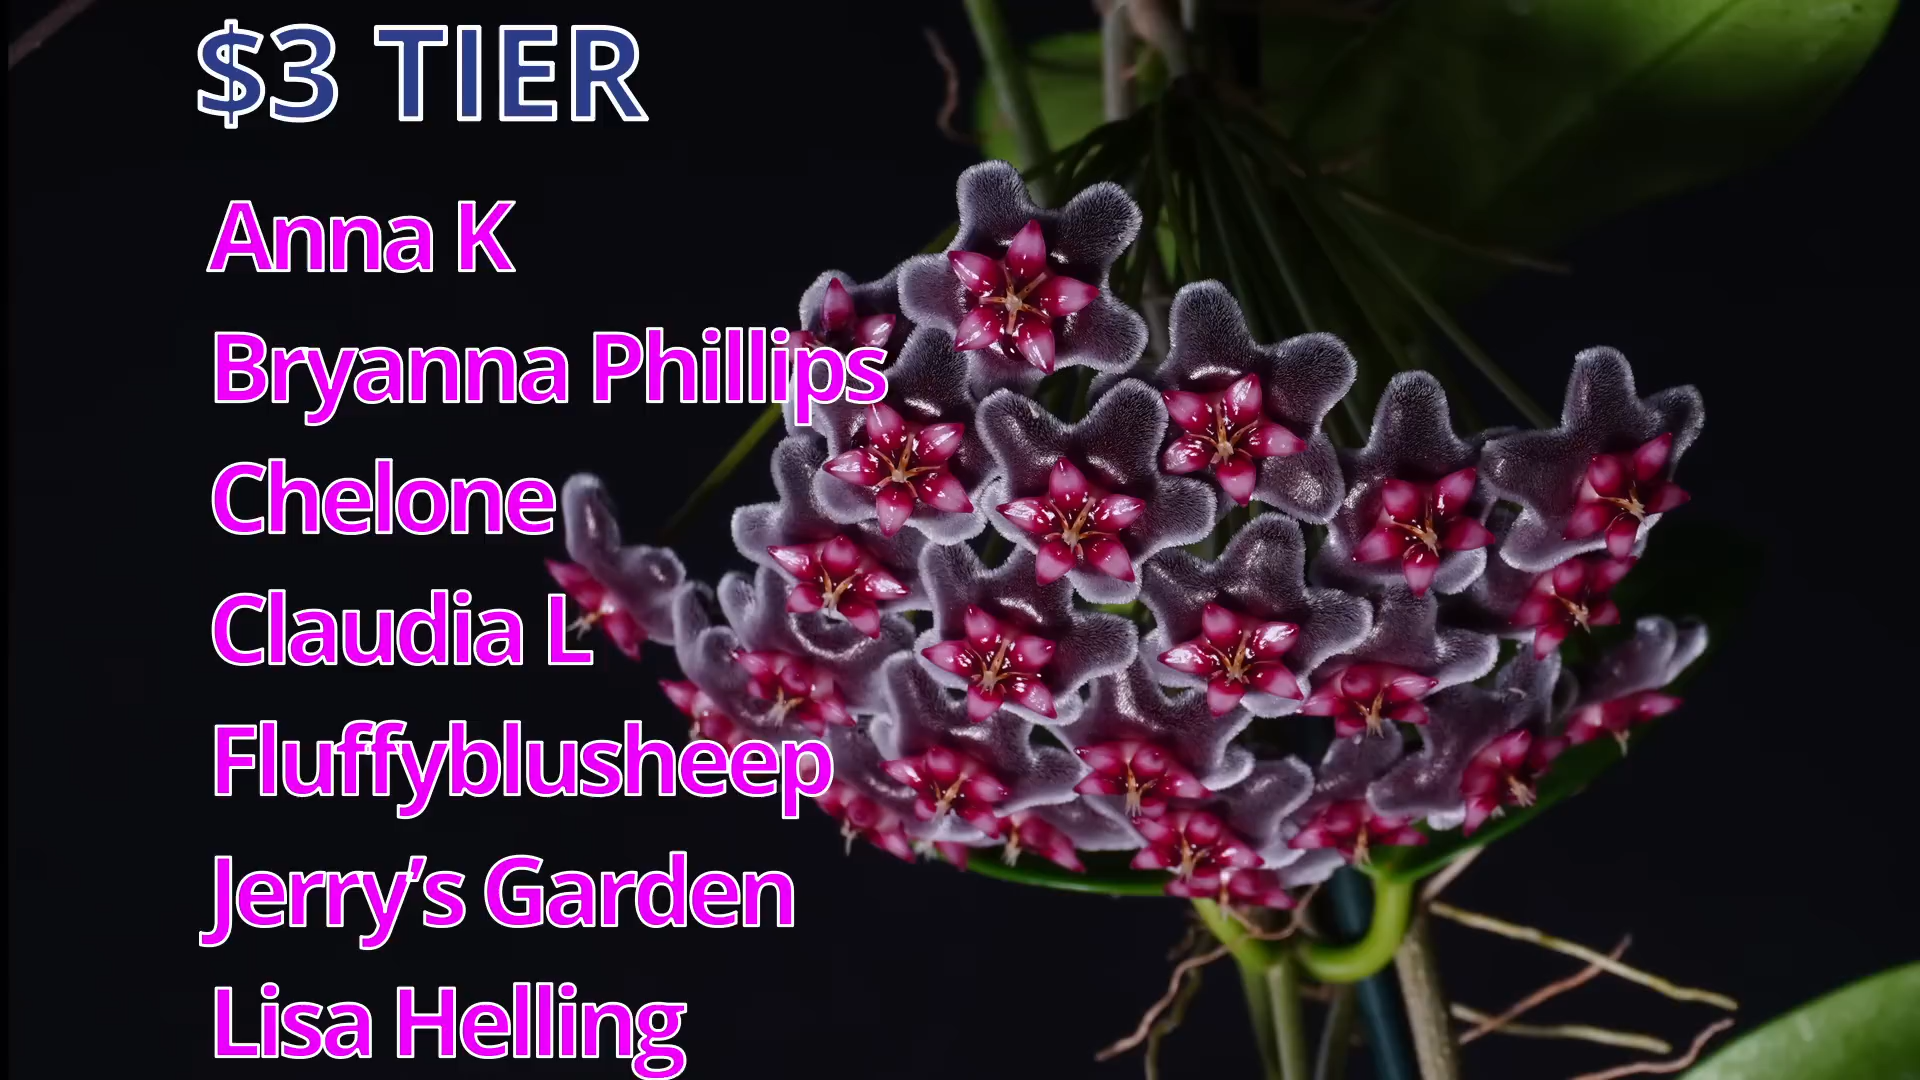 $3 TIER
Anna K
Bryanna Phillips
Chelone
Claudia L
Fluffyblusheep
Jerry’s Garden
Lisa Helling